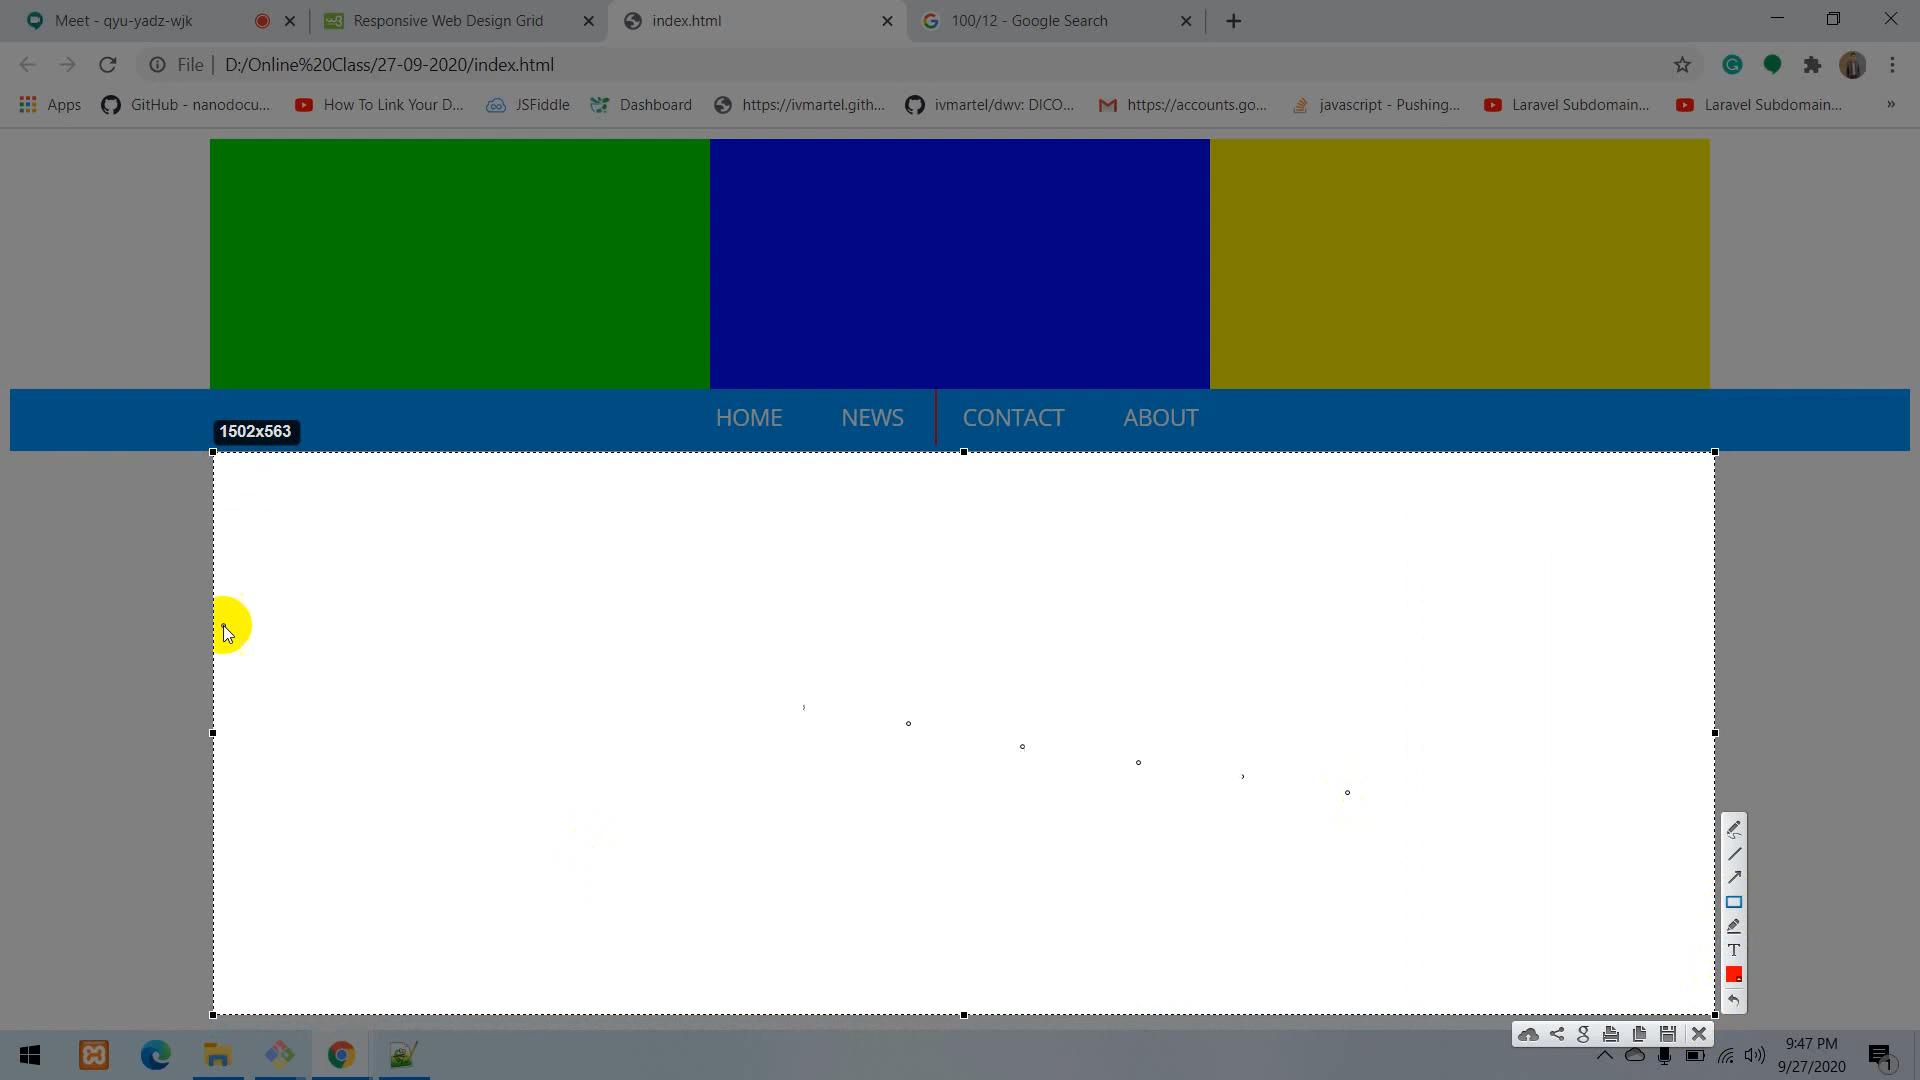 Meet - qyu-yadz-wjk
Responsive Web Design Grid
index.html
100/12 - Google Search
File | D:/Online%20Class/27-09-2020/index.html
Apps
GitHub - nanodocu...
How To Link Your D...
JSFiddle
Dashboard
https://ivmartel.gith...
ivmartel/dwv: DICO...
https://accounts.go...
javascript - Pushing...
Laravel Subdomain...
Laravel Subdomain...
»
HOME
NEWS
CONTACT
ABOUT
1502x563
T
9:47 PM
9/27/2020
1